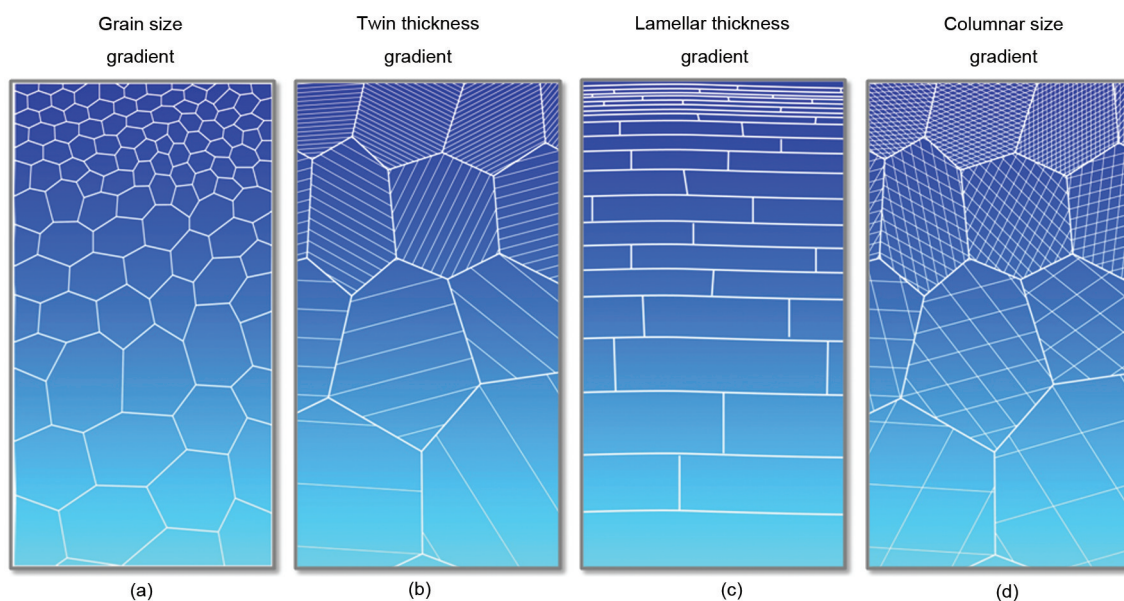 Grain size
gradient
Twin thickness
gradient
Lamellar thickness
gradient
Columnar size
gradient
(a)
(b)
(c)
(d)